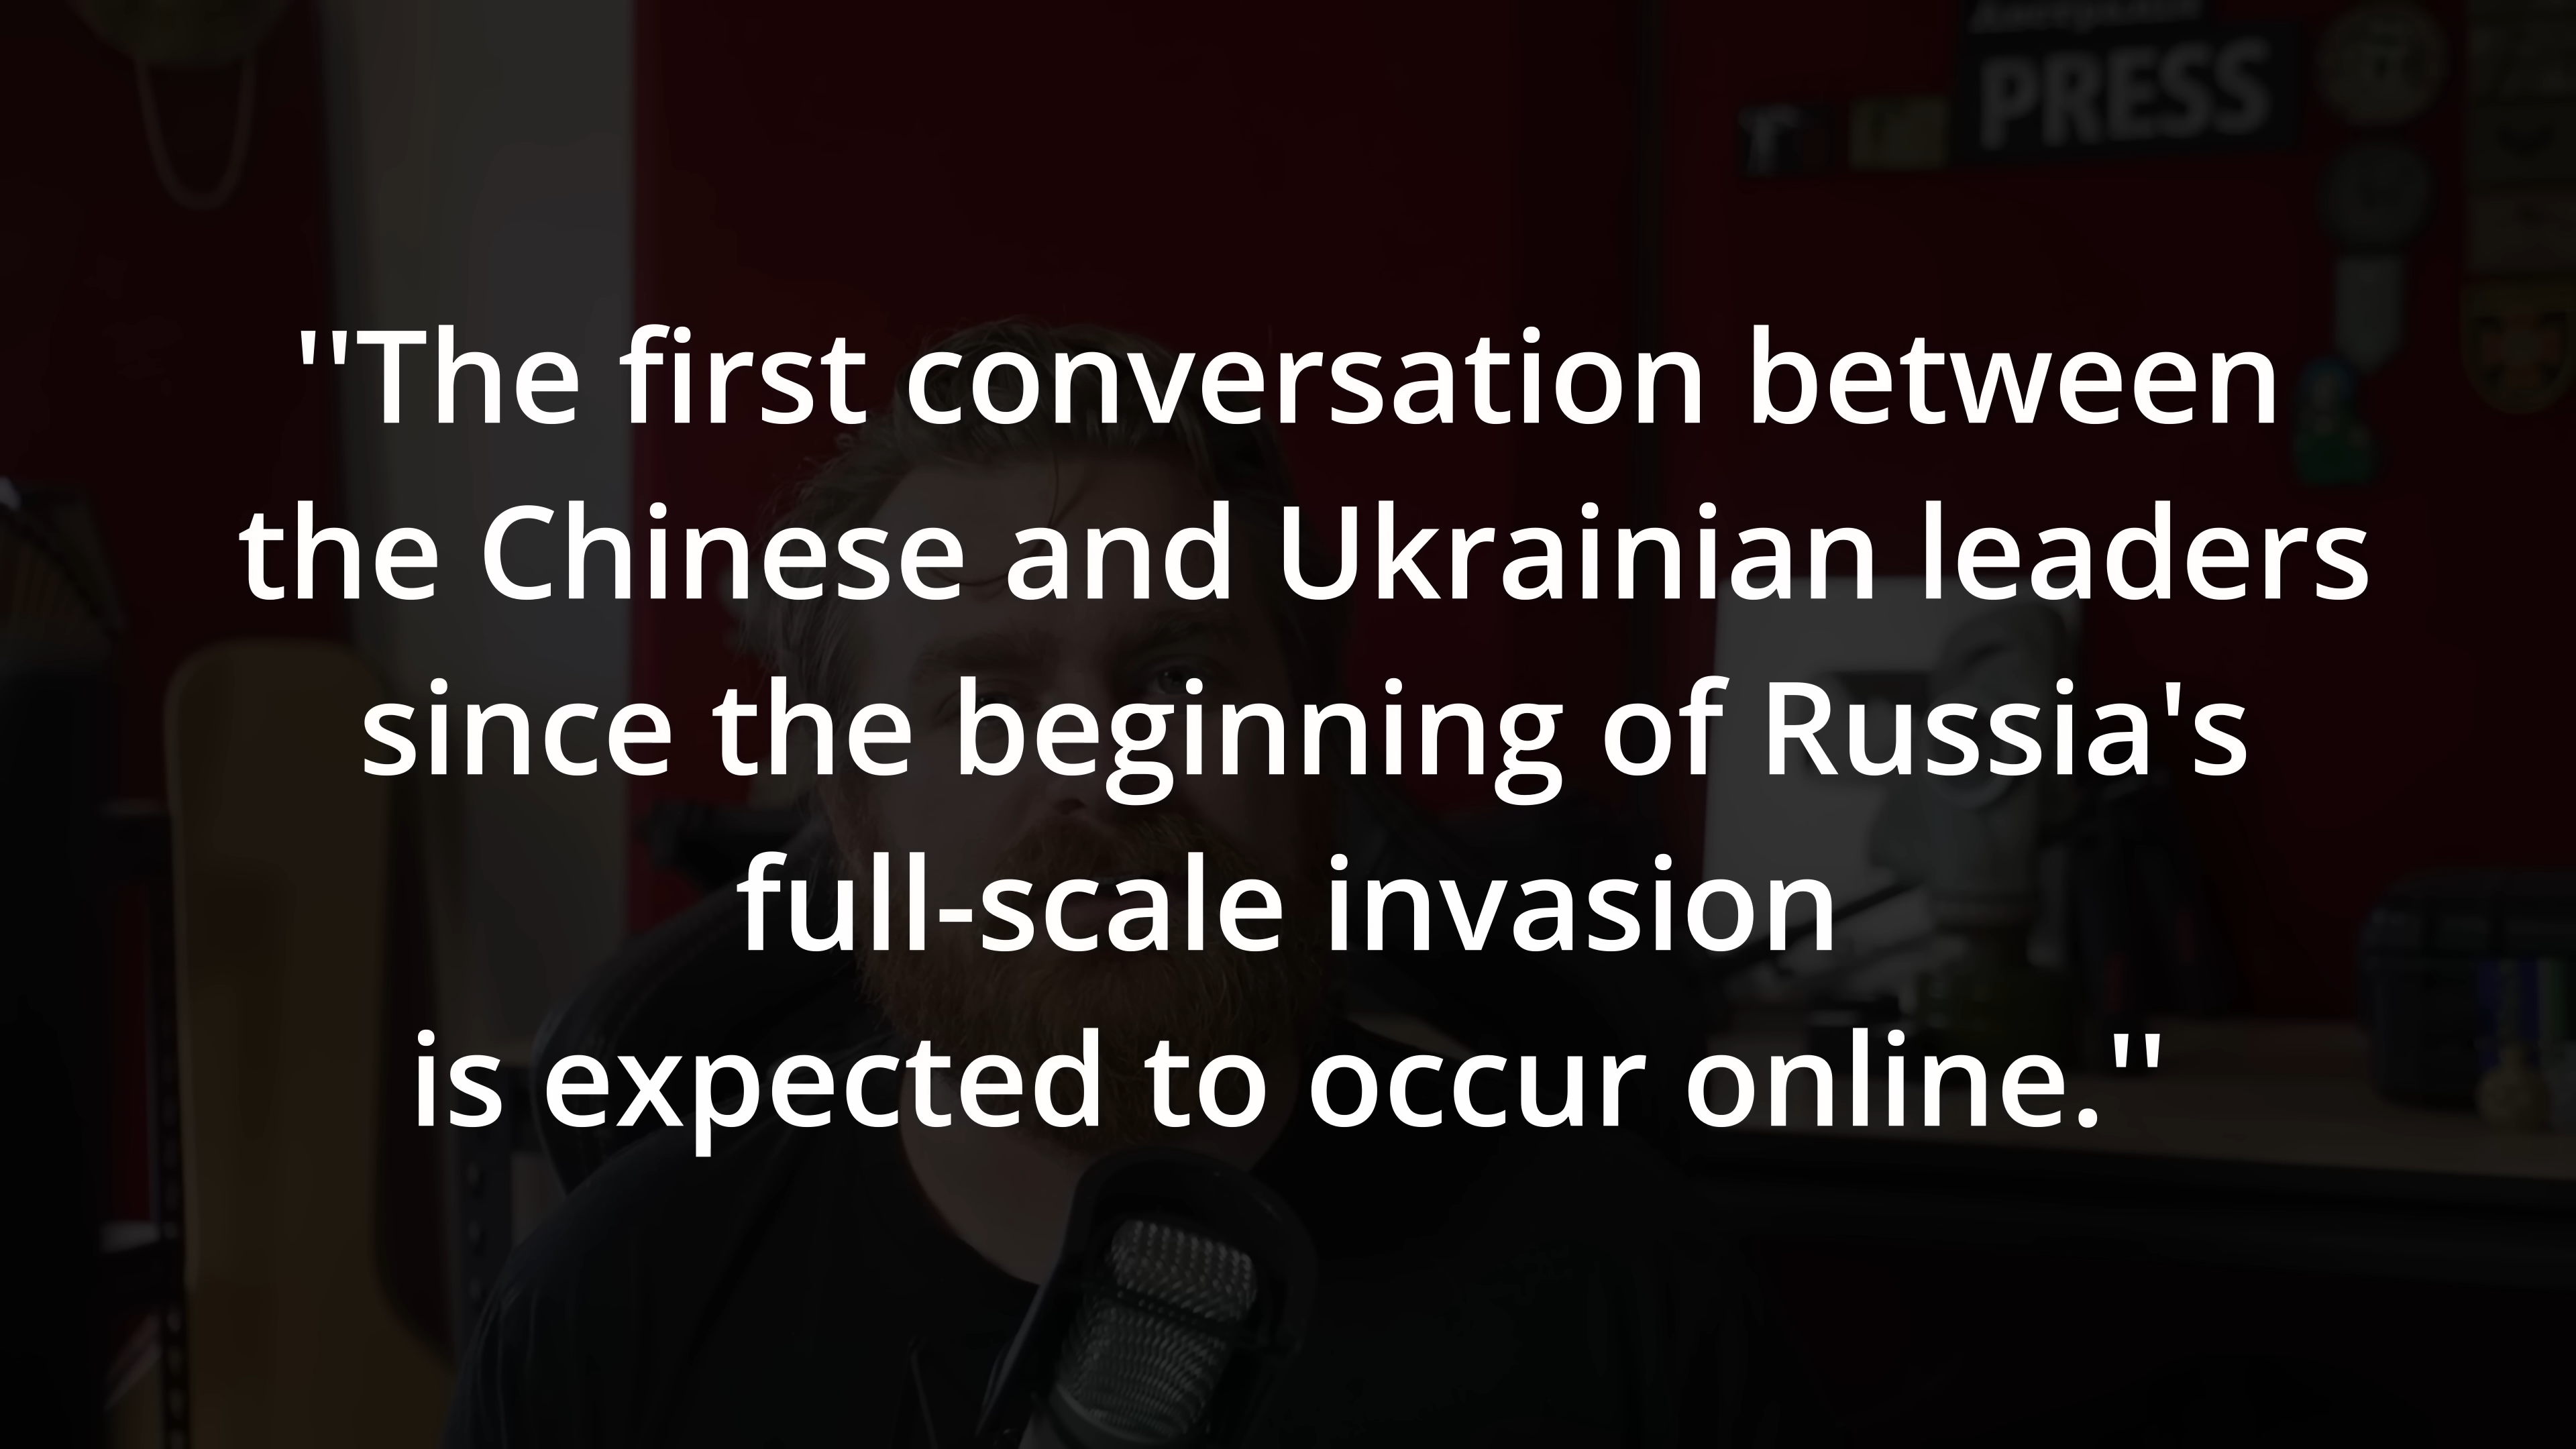 PRESS
"The first conversation between
the Chinese and Ukrainian leaders
since the beginning of Russia's
full-scale invasion
is expected to occur online."